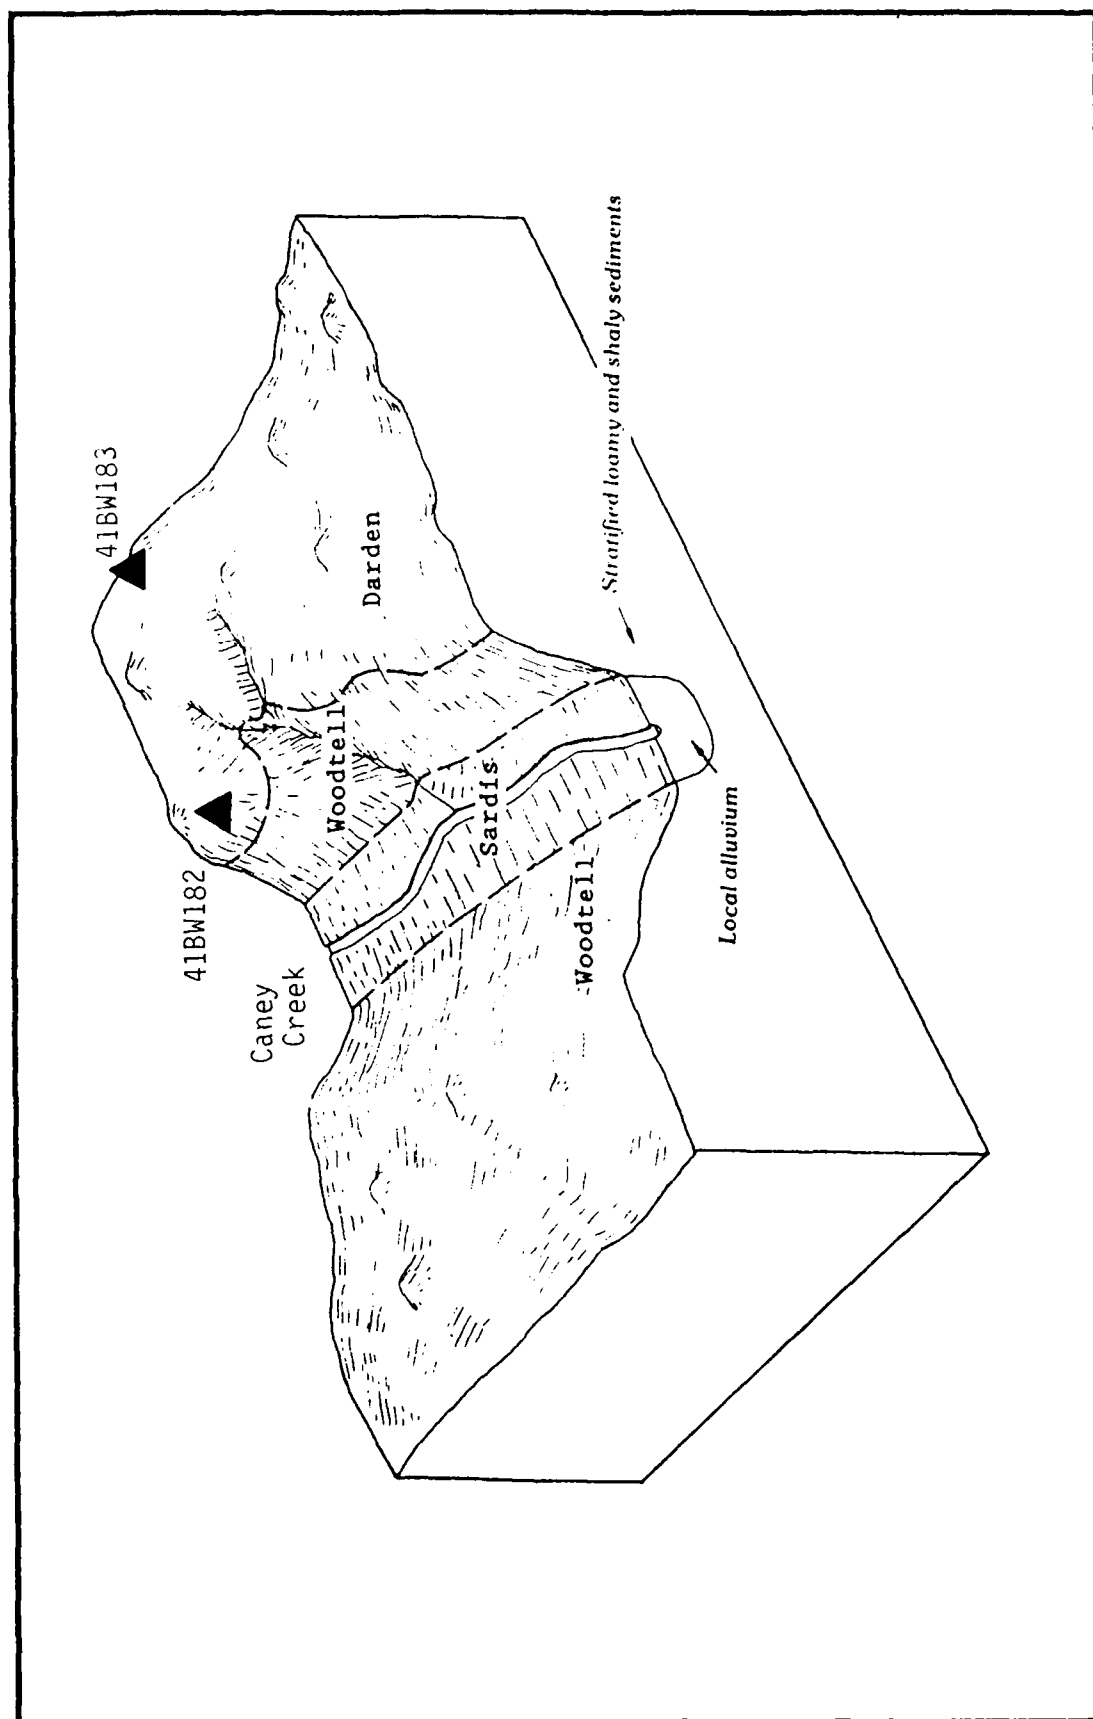 41BW183
41BW182
Caney
Creek
Darden
Woodtell
Sardis
Woodtell
Stratified loamy and shaly sediments
Local alluvium